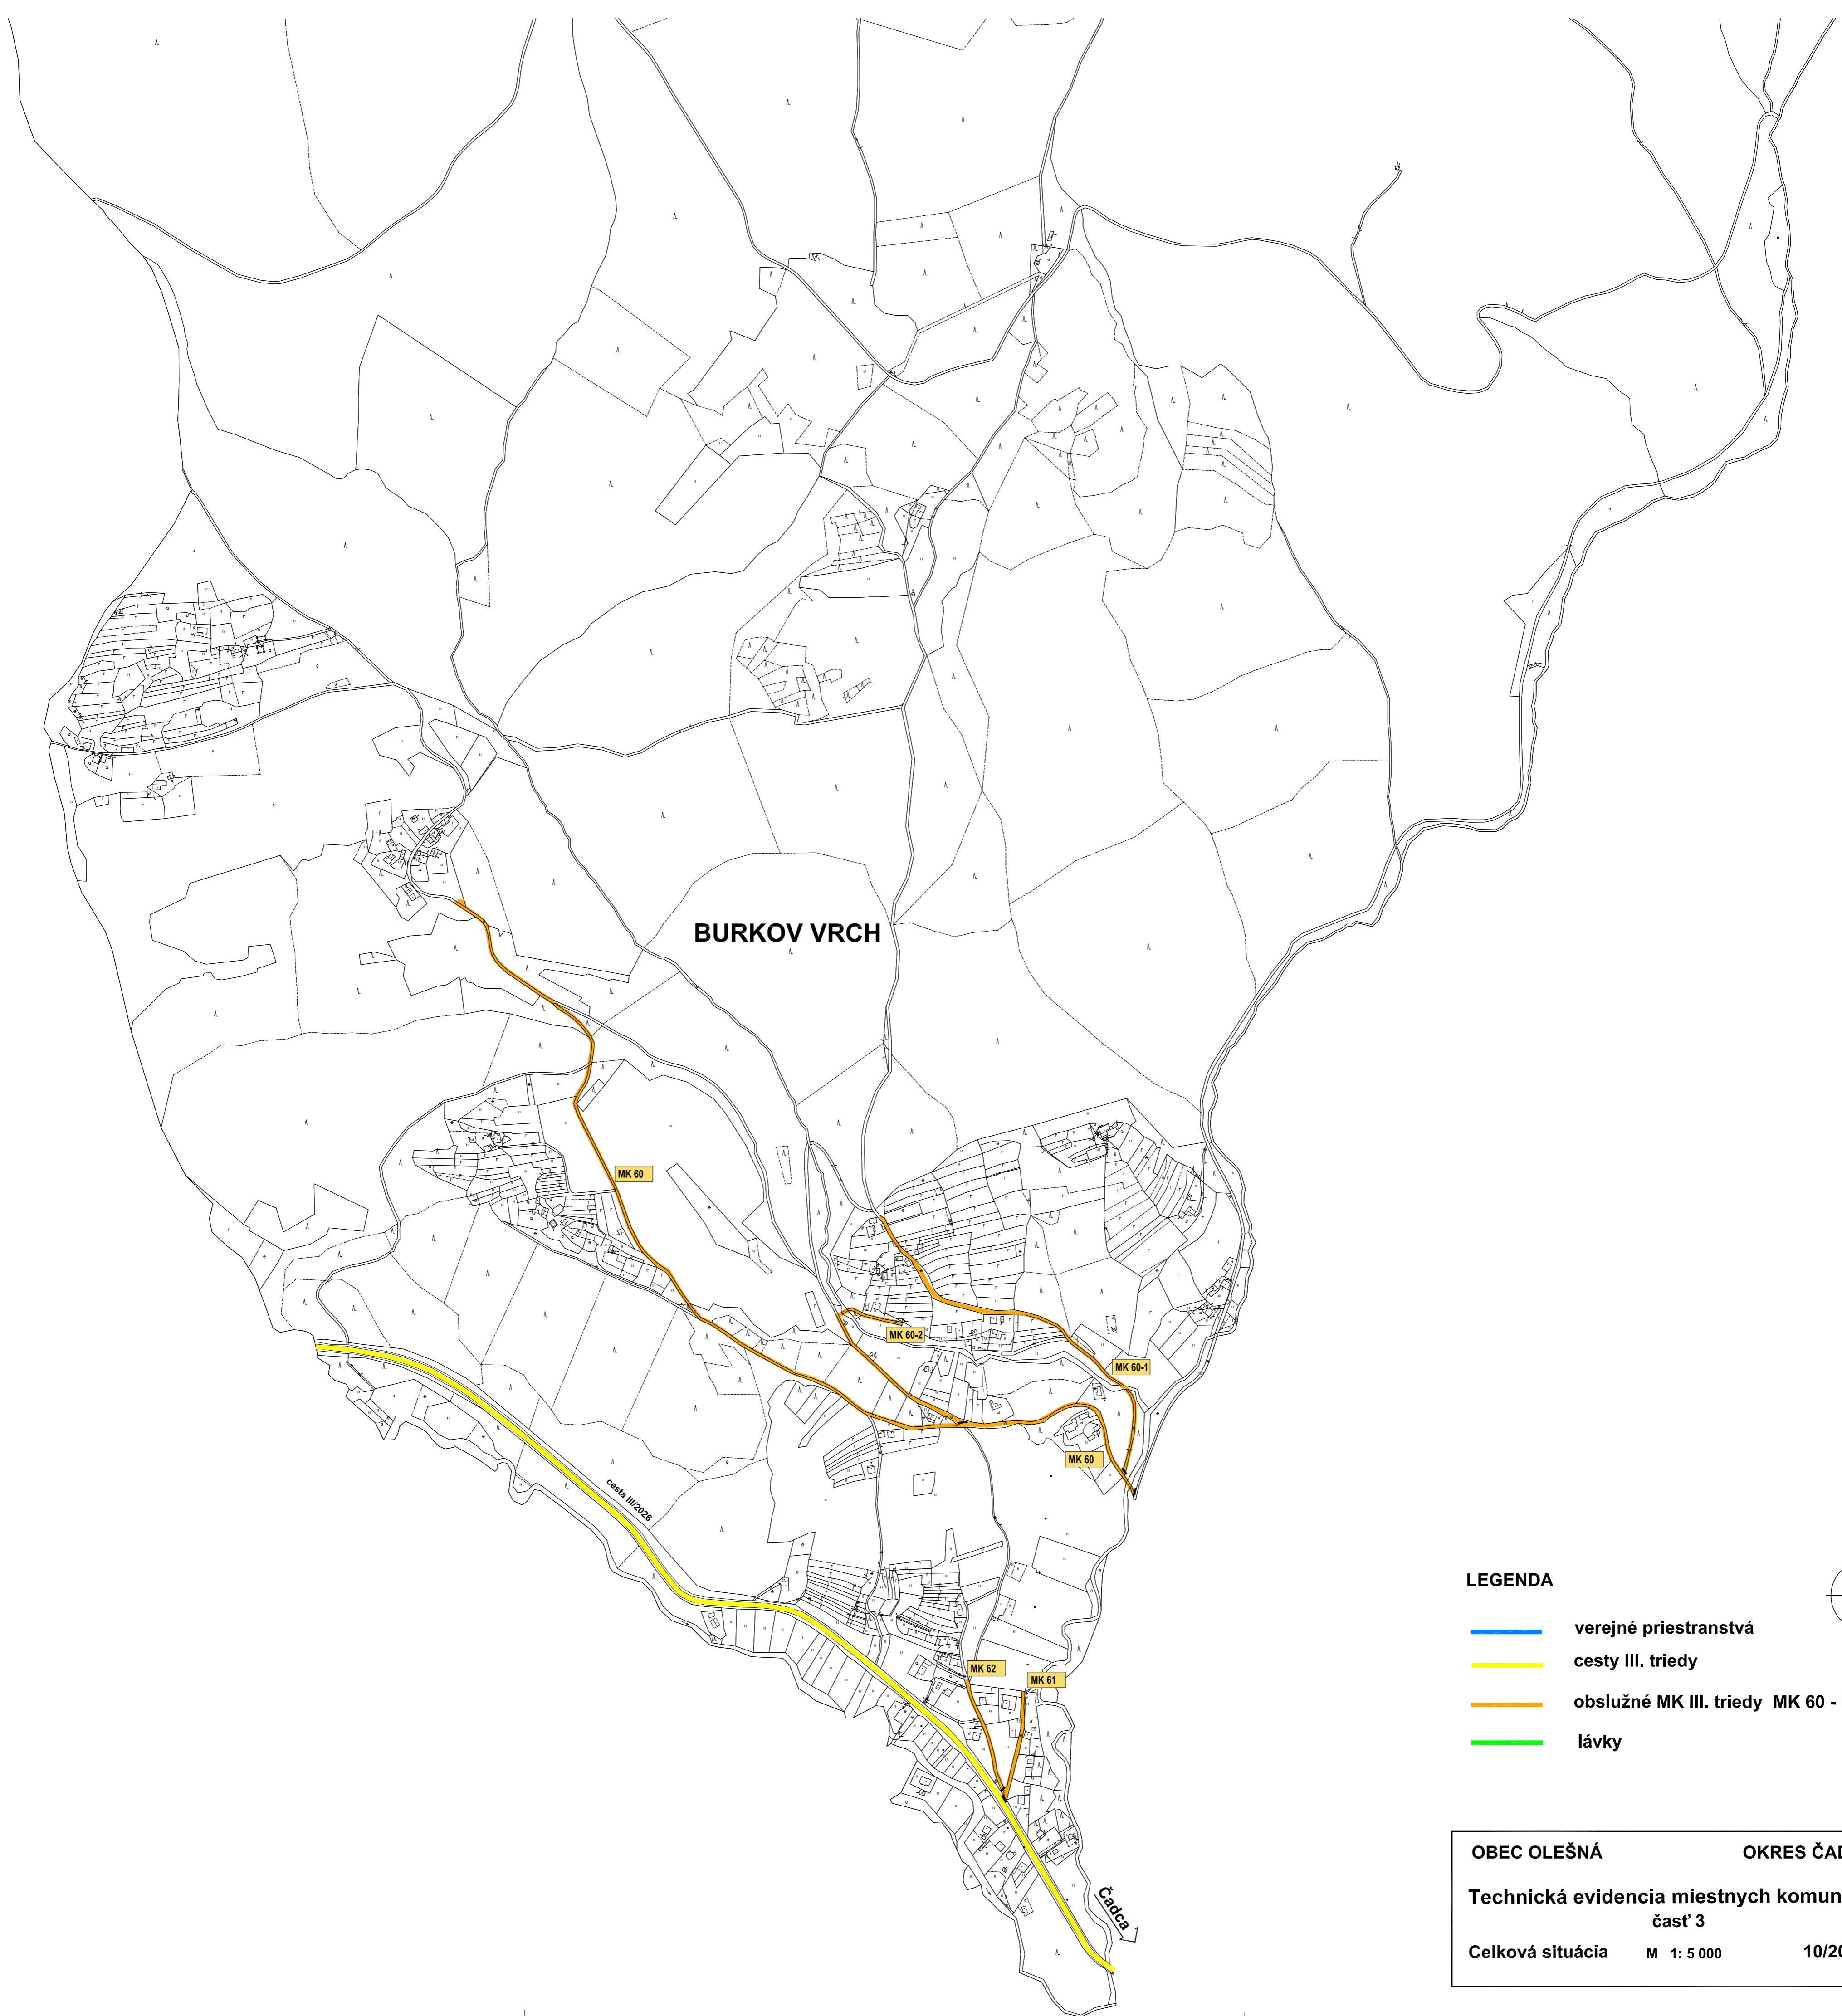 BURKOV VRCH
MK 60
MK 60-2
MK 60-1
MK 60
cesta III/2026
MK 62
MK 61
Čadca
LEGENDA
verejné priestranstvá
cesty III. triedy
obslužné MK III. triedy MK 60 -
lávky
OBEC OLEŠNÁ OKRES ČAD
Technická evidencia miestnych komun
časť 3
Celková situácia M 1: 5 000 10/20